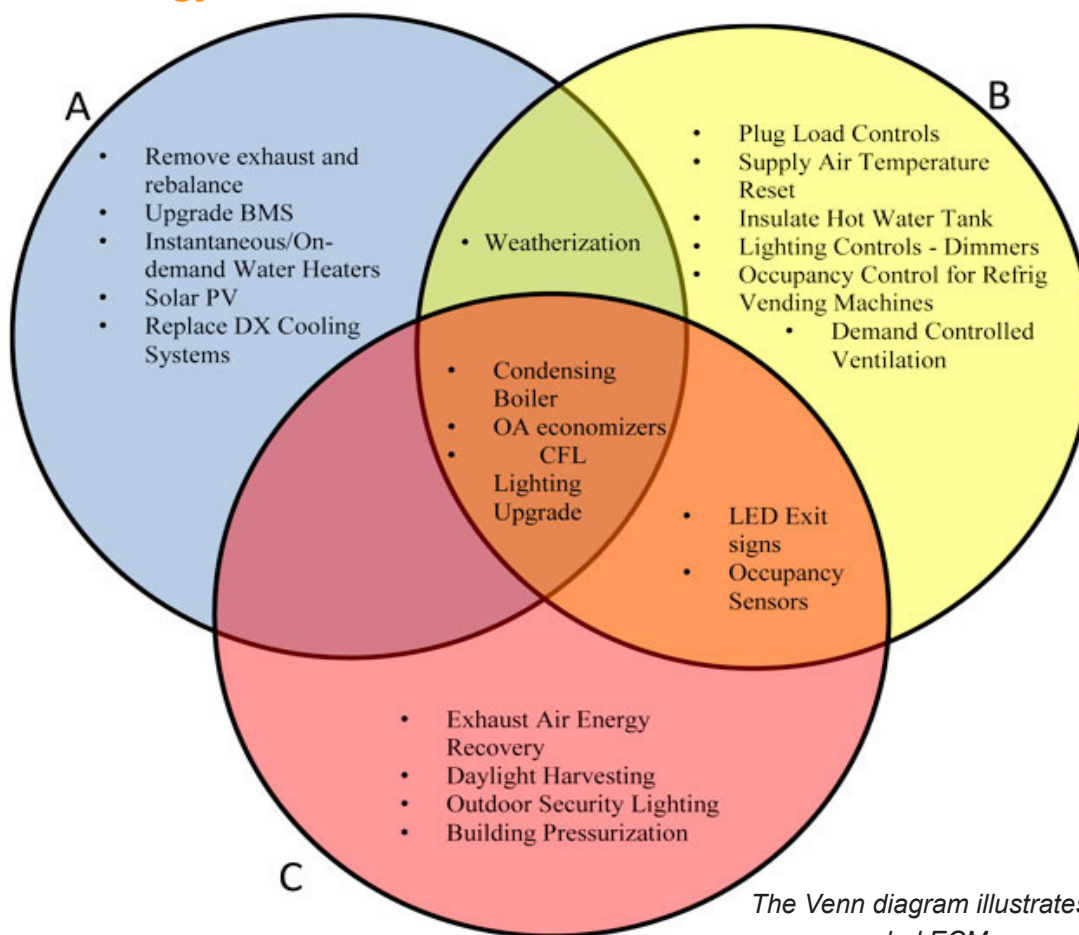 A
B
• Remove exhaust and
rebalance
• Upgrade BMS
• Instantaneous/On-
demand Water Heaters
• Solar PV
• Replace DX Cooling
Systems
• Weatherization
• Plug Load Controls
• Supply Air Temperature
Reset
• Insulate Hot Water Tank
• Lighting Controls - Dimmers
• Occupancy Control for Refrig
Vending Machines
• Demand Controlled
Ventilation
• Condensing
Boiler
• OA economizers
• CFL
Lighting
Upgrade
• LED Exit
signs
• Occupancy
Sensors
• Exhaust Air Energy
Recovery
• Daylight Harvesting
• Outdoor Security Lighting
• Building Pressurization
C
The Venn diagram illustrates